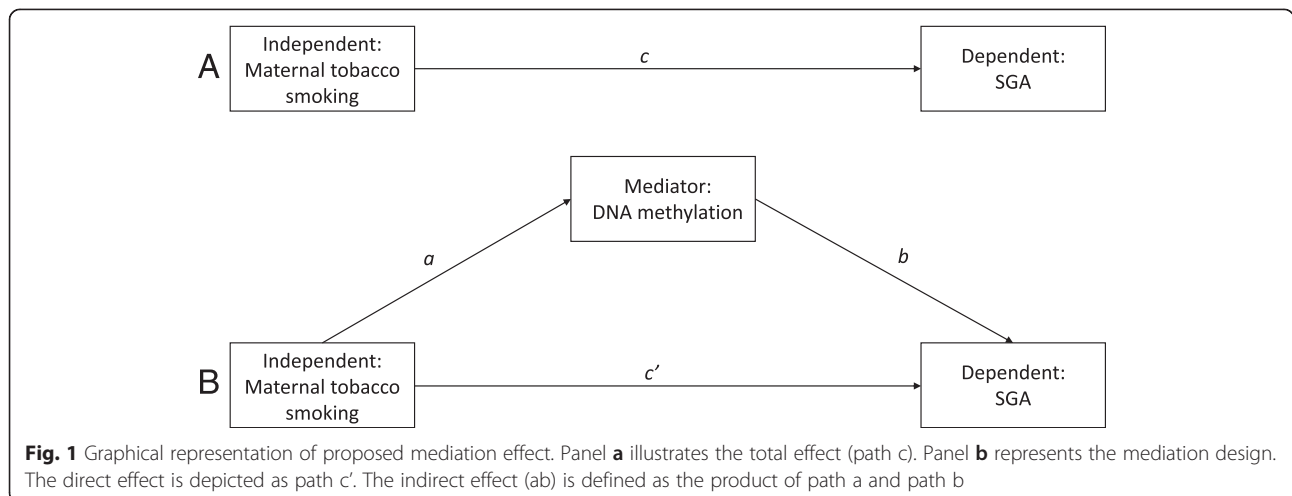 A
Independent:
Maternal tobacco
smoking
c
Dependent:
SGA
Mediator:
DNA methylation
a
b
B
Independent:
Maternal tobacco
smoking
c’
Dependent:
SGA
Fig. 1 Graphical representation of proposed mediation effect. Panel a illustrates the total effect (path c). Panel b represents the mediation design.
The direct effect is depicted as path c’. The indirect effect (ab) is defined as the product of path a and path b